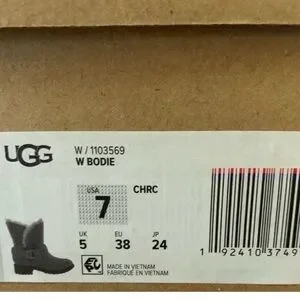 UGG
W / 1103569
W BODIE
USA
7
CHRC
UK EU JP
5 38 24
MADE IN VIETNAM
FABRIQUÉ EN VIETNAM
1 92410 3749